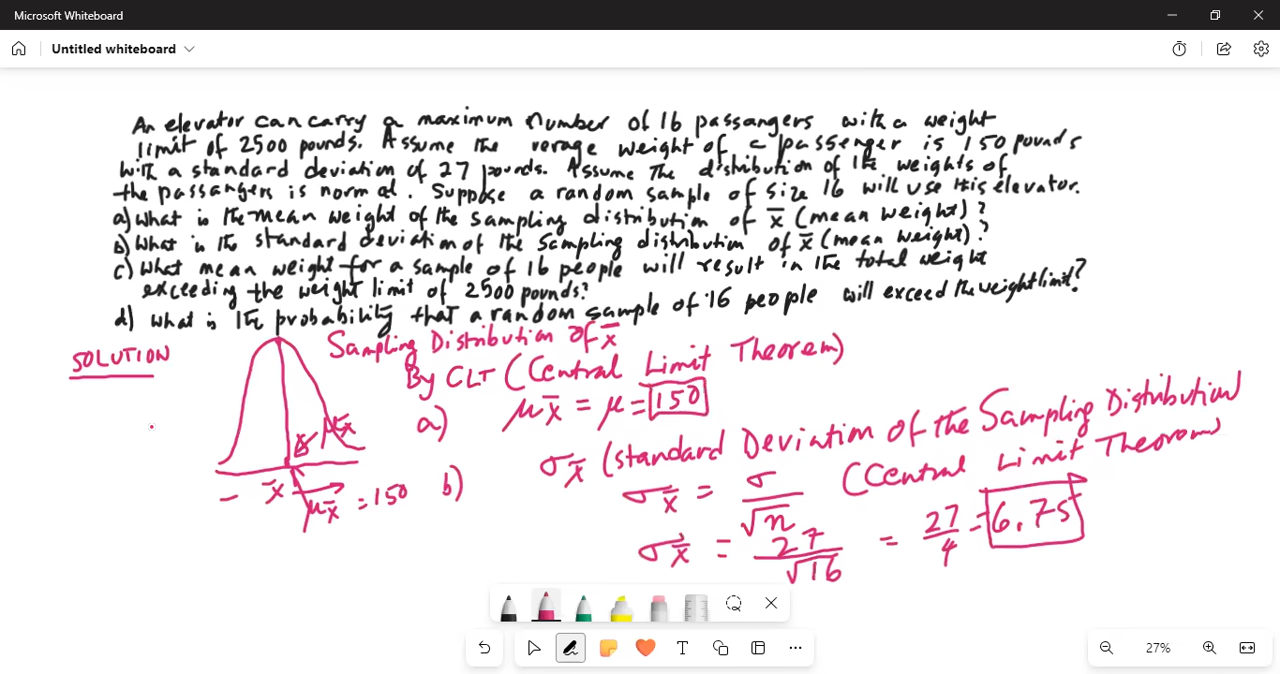 Microsoft Whiteboard
Untitled whiteboard
An elevator can carry a maximum number of 16 passangers with a weight
limit of 2500 pounds. Assume the verage weight of a passenger is 150 pounds
with a standard deviation of 27 pounds. Assume the distribution of the weights of
the passangers is normal. Suppose a random sample of size 16 will use this elevator.
a) What is the mean weight of the sampling distribution of x̄ (mean weight)?
b) What is the standard deviation of the sampling distribution of x̄ (mean weight)?
c) What mean weight for a sample of 16 people will result in the total weight
exceeding the weight limit of 2500 pounds?
d) What is the probability that a random sample of 16 people will exceed the weight limit?
SOLUTION
Sampling Distribution of x̄
By CLT (Central Limit Theorem)
a) μx̄ = μ = 150
x̄ μx̄ = 150
b) σx̄ (standard Deviation of the Sampling Distribution
σx̄ = σ/√n (Central Limit Theorem)
σx̄ = 27/√16 = 27/4 = 6.75
27%